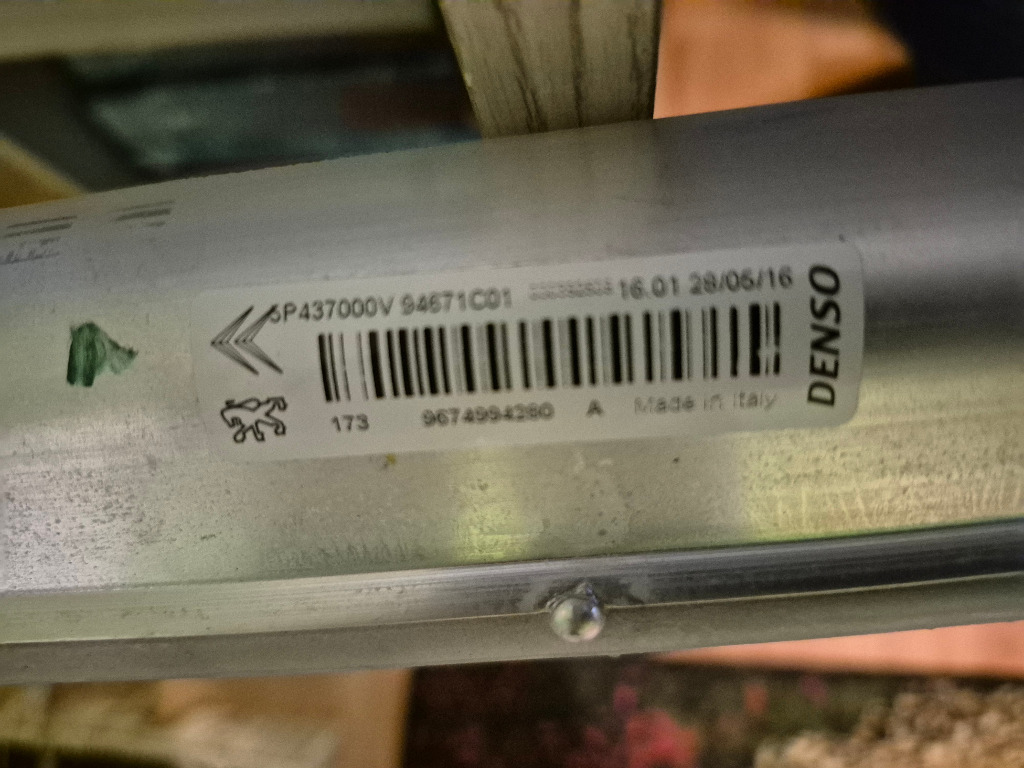 5P437000V 94671C01 16.01 28/05/16
173 9674994280 A Made in Italy
DENSO